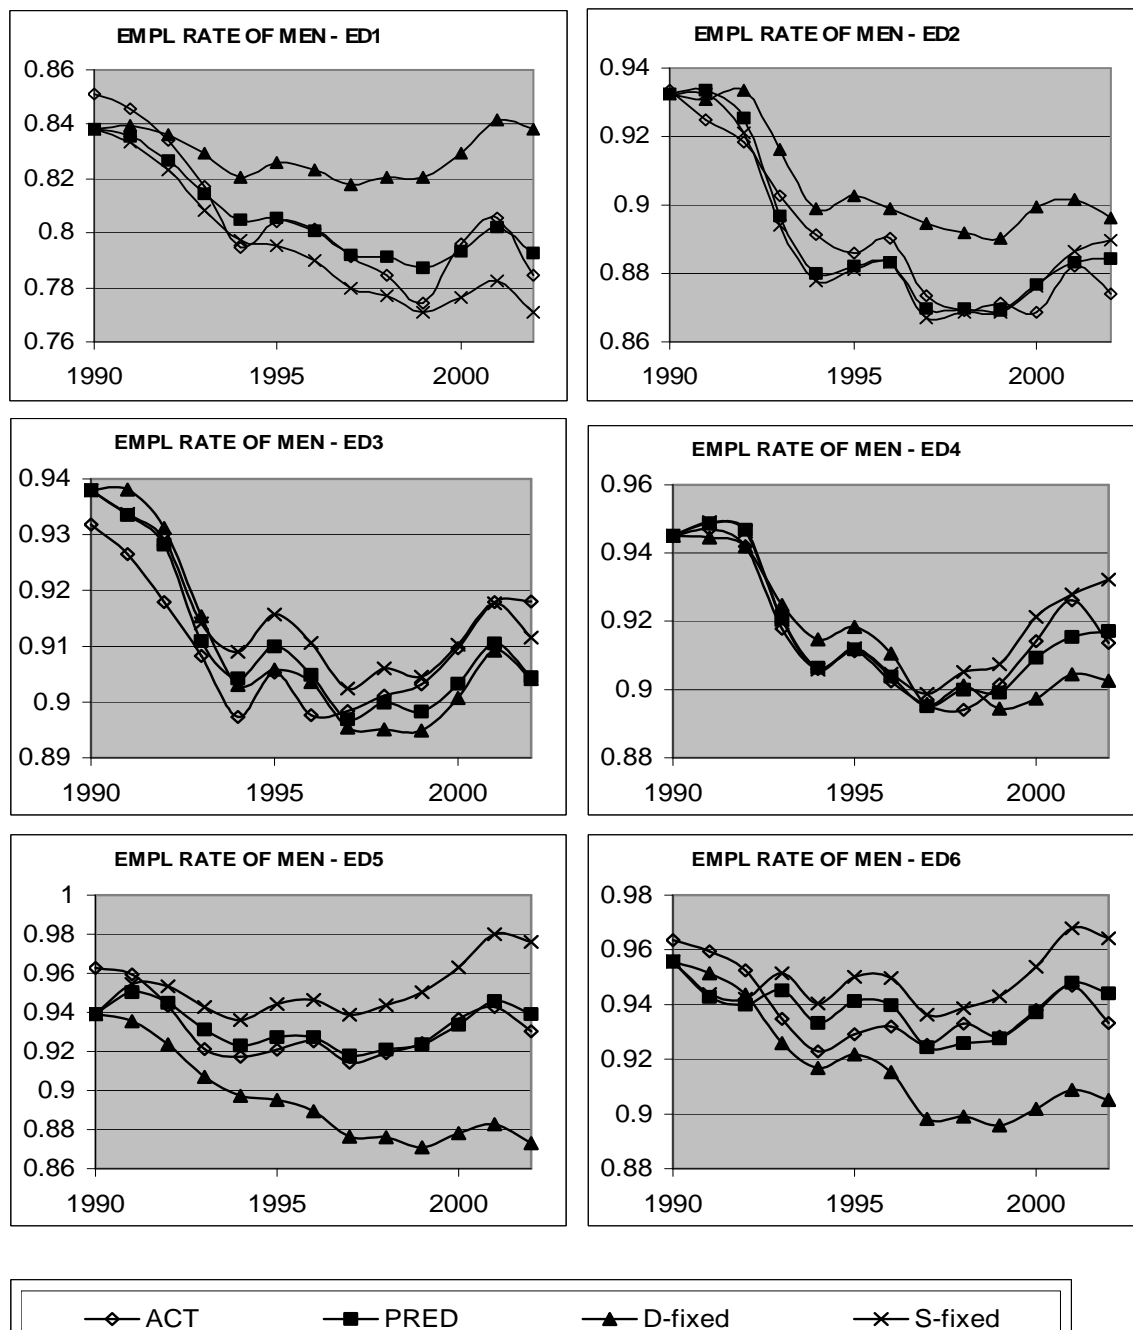 EMPL RATE OF MEN - ED1
0.86
0.84
0.82
0.8
0.78
0.76
1990 1995 2000
EMPL RATE OF MEN - ED2
0.94
0.92
0.9
0.88
0.86
1990 1995 2000
EMPL RATE OF MEN - ED3
0.94
0.93
0.92
0.91
0.9
0.89
1990 1995 2000
EMPL RATE OF MEN - ED4
0.96
0.94
0.92
0.9
0.88
1990 1995 2000
EMPL RATE OF MEN - ED5
1
0.98
0.96
0.94
0.92
0.9
0.88
0.86
1990 1995 2000
EMPL RATE OF MEN - ED6
0.98
0.96
0.94
0.92
0.9
0.88
1990 1995 2000
ACT PRED D-fixed S-fixed